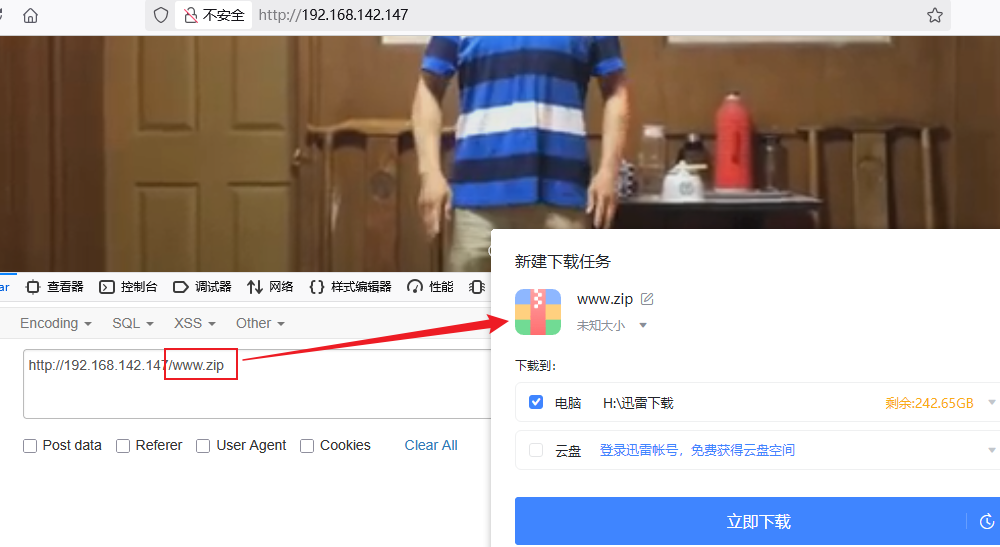 不安全 http://192.168.142.147
ar 查看器 控制台 调试器 网络 样式编辑器 性能
Encoding SQL XSS Other
http://192.168.142.147/www.zip
Post data Referer User Agent Cookies Clear All
新建下载任务
www.zip
未知大小
下载到:
电脑 H:\迅雷下载 剩余:242.65GB
云盘 登录迅雷帐号，免费获得云盘空间
立即下载